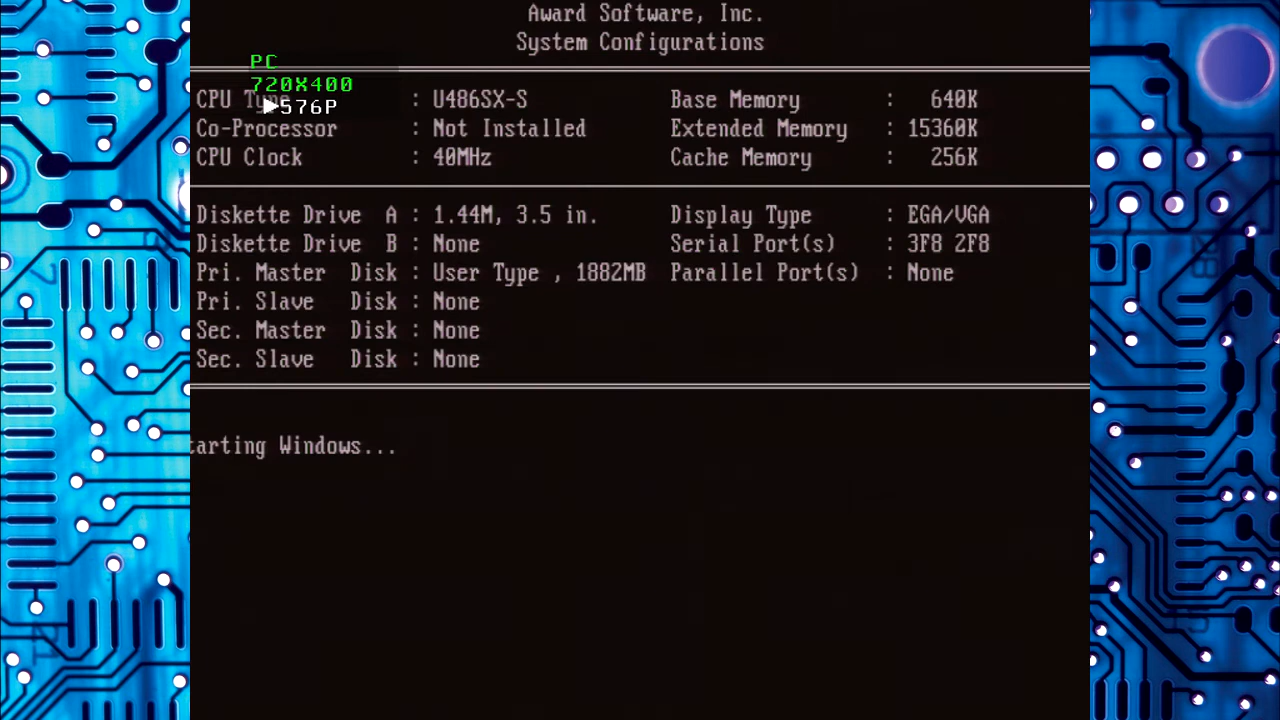 Award Software, Inc.
System Configurations
PC
720X400
▶576P
CPU Type : U486SX-S Base Memory : 640K
Co-Processor : Not Installed Extended Memory : 15360K
CPU Clock : 40MHz Cache Memory : 256K
Diskette Drive A : 1.44M, 3.5 in. Display Type : EGA/VGA
Diskette Drive B : None Serial Port(s) : 3F8 2F8
Pri. Master Disk : User Type , 1882MB Parallel Port(s) : None
Pri. Slave Disk : None
Sec. Master Disk : None
Sec. Slave Disk : None
tarting Windows...